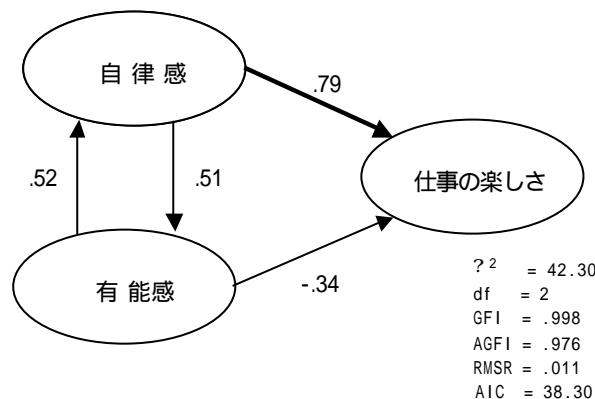 自律感
.79
.52
.51
仕事の楽しさ
有能感
-.34
?² = 42.30
df = 2
GFI = .998
AGFI = .976
RMSR = .011
AIC = 38.30